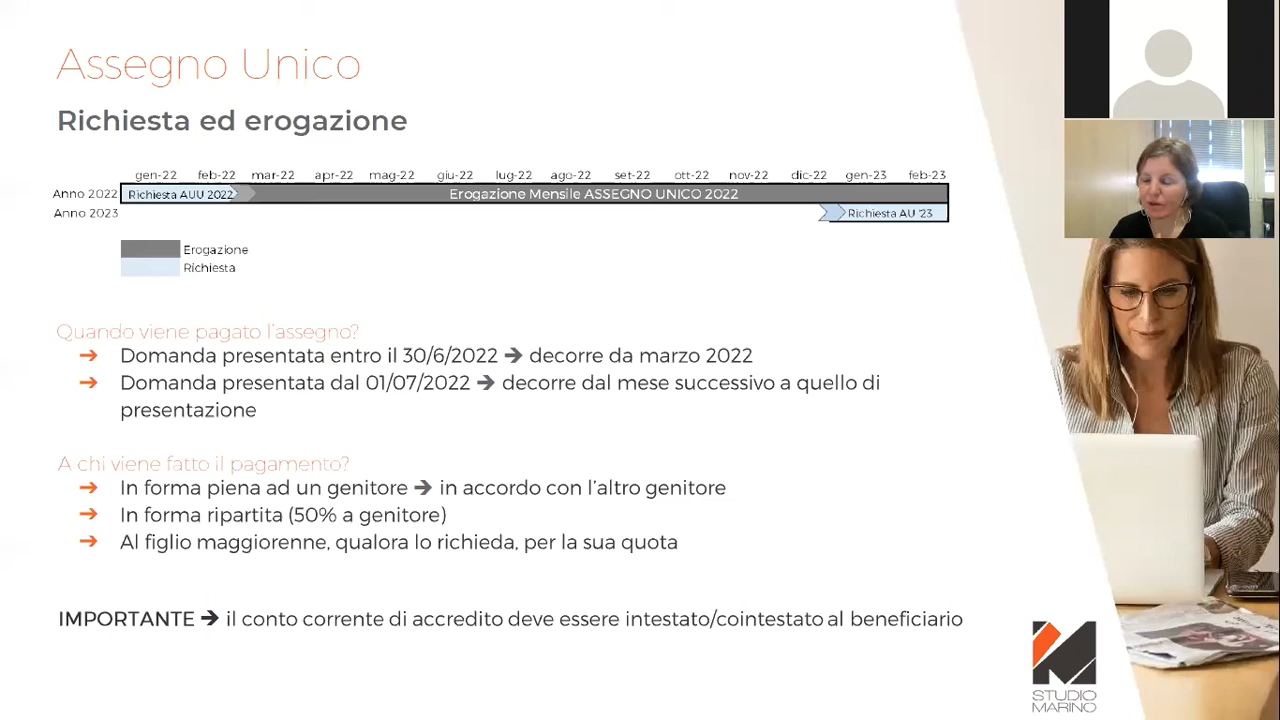 Assegno Unico
Richiesta ed erogazione
gen-22 feb-22 mar-22 apr-22 mag-22 giu-22 lug-22 ago-22 set-22 ott-22 nov-22 dic-22 gen-23 feb-23
Anno 2022 Richiesta AUU 2022 Erogazione Mensile ASSEGNO UNICO 2022
Anno 2023 Richiesta AU '23
Erogazione
Richiesta
Quando viene pagato l'assegno?
➔ Domanda presentata entro il 30/6/2022 ➔ decorre da marzo 2022
➔ Domanda presentata dal 01/07/2022 ➔ decorre dal mese successivo a quello di
presentazione
A chi viene fatto il pagamento?
➔ In forma piena ad un genitore ➔ in accordo con l'altro genitore
➔ In forma ripartita (50% a genitore)
➔ Al figlio maggiorenne, qualora lo richieda, per la sua quota
IMPORTANTE ➔ il conto corrente di accredito deve essere intestato/cointestato al beneficiario
STUDIO
MARINO